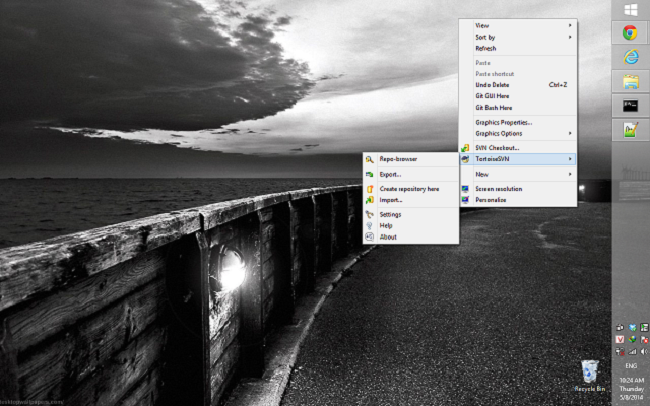 View
Sort by
Refresh
Paste
Paste shortcut
Undo Delete Ctrl+Z
Git GUI Here
Git Bash Here
Graphics Properties...
Graphics Options
SVN Checkout...
TortoiseSVN
New
Screen resolution
Personalize
Repo-browser
Export...
Create repository here
Import...
Settings
Help
About
Recycle Bin
ENG
10:24 AM
Thursday
5/8/2014